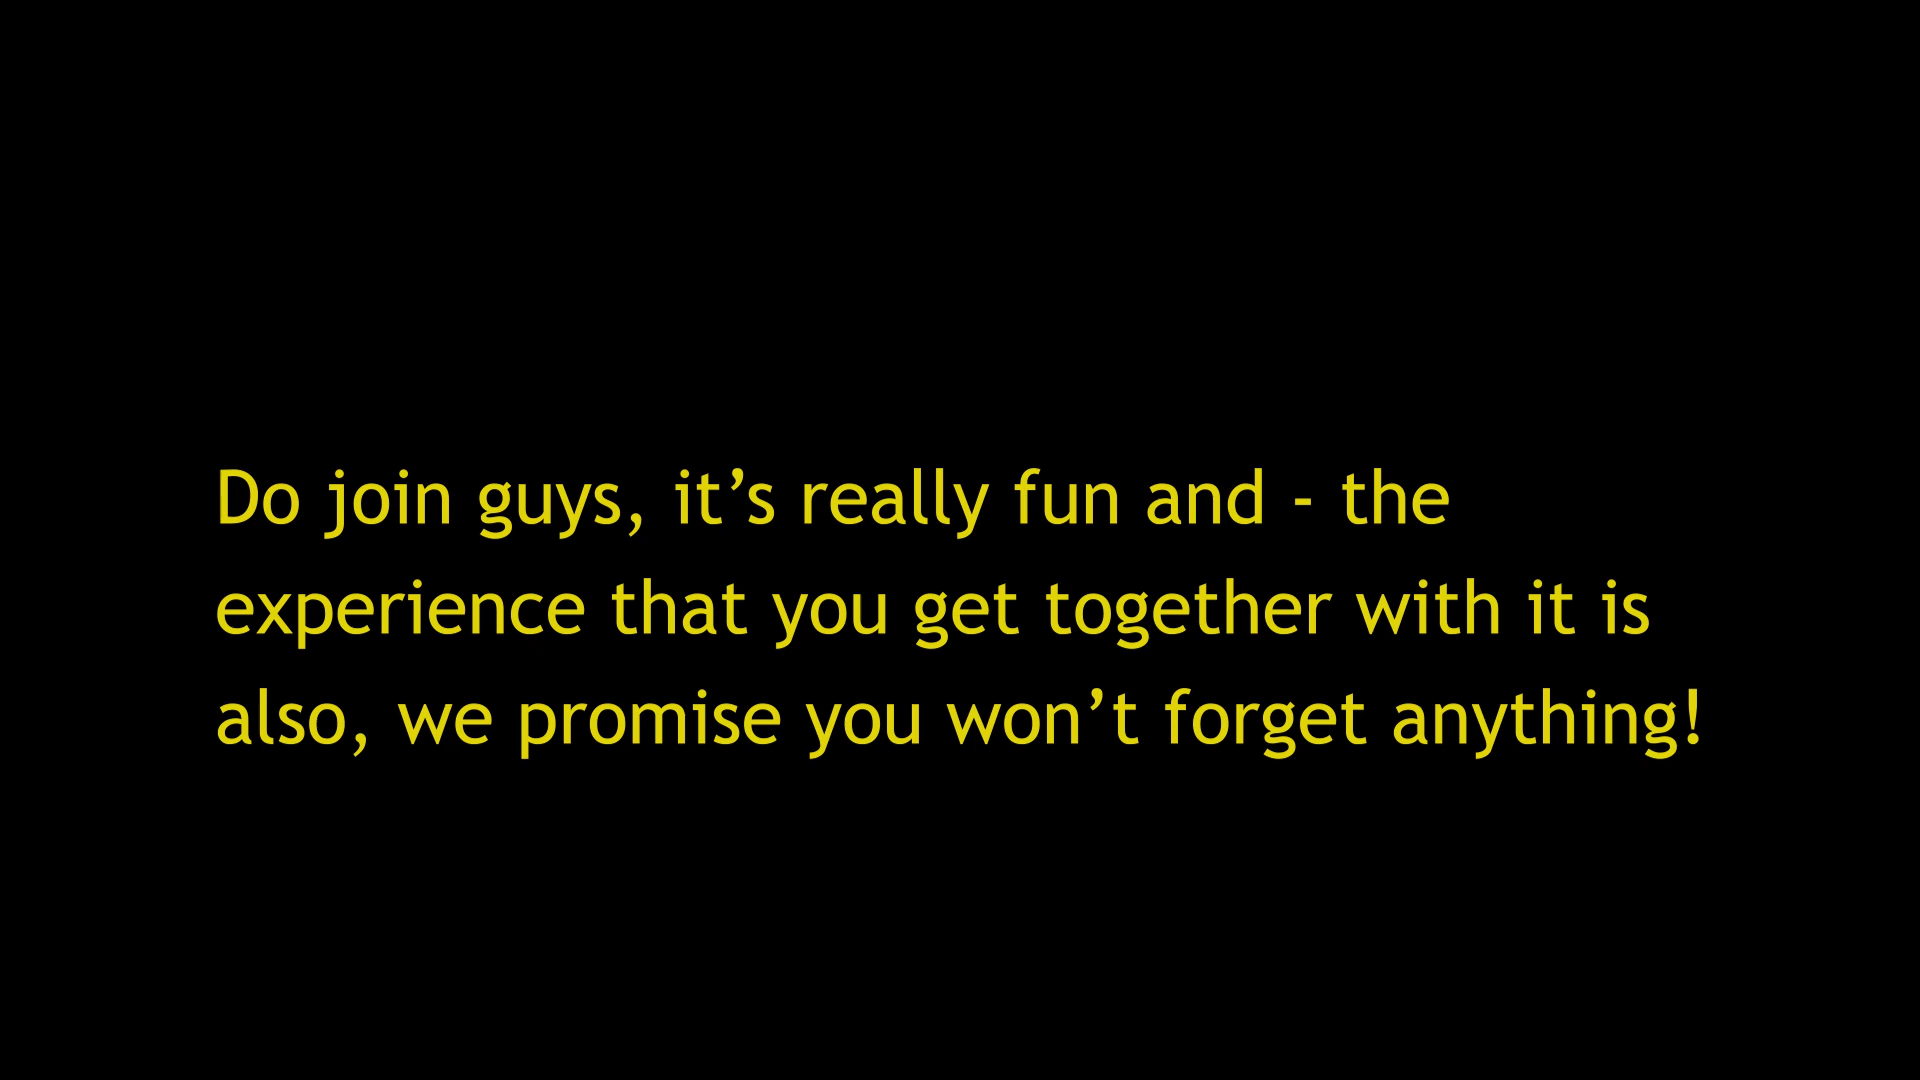 Do join guys, it’s really fun and - the
experience that you get together with it is
also, we promise you won’t forget anything!